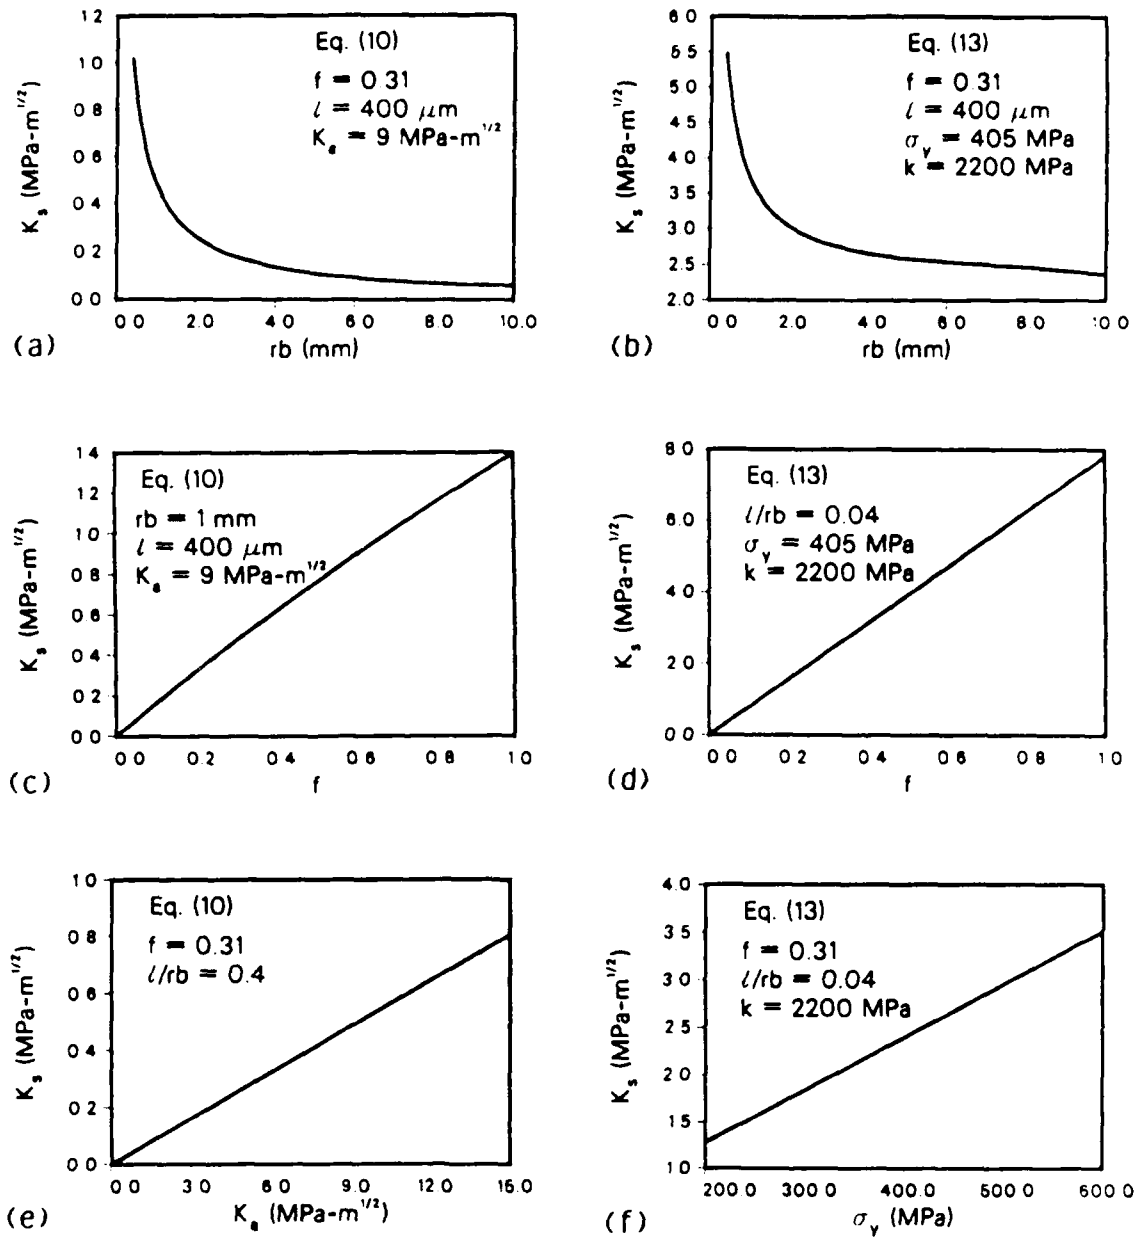 1 2
1 0
0 8
0 6
0 4
0 2
0 0
K_s (MPa-m^1/2)
Eq. (10)
f = 0.31
l = 400 μm
K_a = 9 MPa-m^1/2
0 0 2.0 4 0 6 0 8 0 10.0
rb (mm)
(a)
6 0
5 5
5.0
4.5
4 0
3.5
3 0
2.5
2 0
K_s (MPa-m^1/2)
Eq. (13)
f = 0.31
l = 400 μm
σ_y = 405 MPa
k = 2200 MPa
0 0 2 0 4 0 6 0 8 0 10 0
rb (mm)
(b)
1 4
1 2
1 0
0 8
0 6
0 4
0 2
0 0
K_s (MPa-m^1/2)
Eq. (10)
rb = 1 mm
l = 400 μm
K_a = 9 MPa-m^1/2
0 0 0.2 0 4 0 6 0 8 1 0
f
(c)
8 0
6.0
4.0
2 0
0 0
K_s (MPa-m^1/2)
Eq. (13)
l/rb = 0.04
σ_y = 405 MPa
k = 2200 MPa
0 0 0 2 0 4 0 6 0 8 1 0
f
(d)
1 0
0 8
0 6
0 4
0 2
0 0
K_s (MPa-m^1/2)
Eq. (10)
f = 0.31
l/rb = 0.4
0 0 3.0 6 0 9.0 12 0 15.0
K_a (MPa-m^1/2)
(e)
4 0
3 5
3 0
2 5
2 0
1 5
1 0
K_s (MPa-m^1/2)
Eq. (13)
f = 0.31
l/rb = 0.04
k = 2200 MPa
200.0 300 0 400 0 500.0 600 0
σ_y (MPa)
(f)